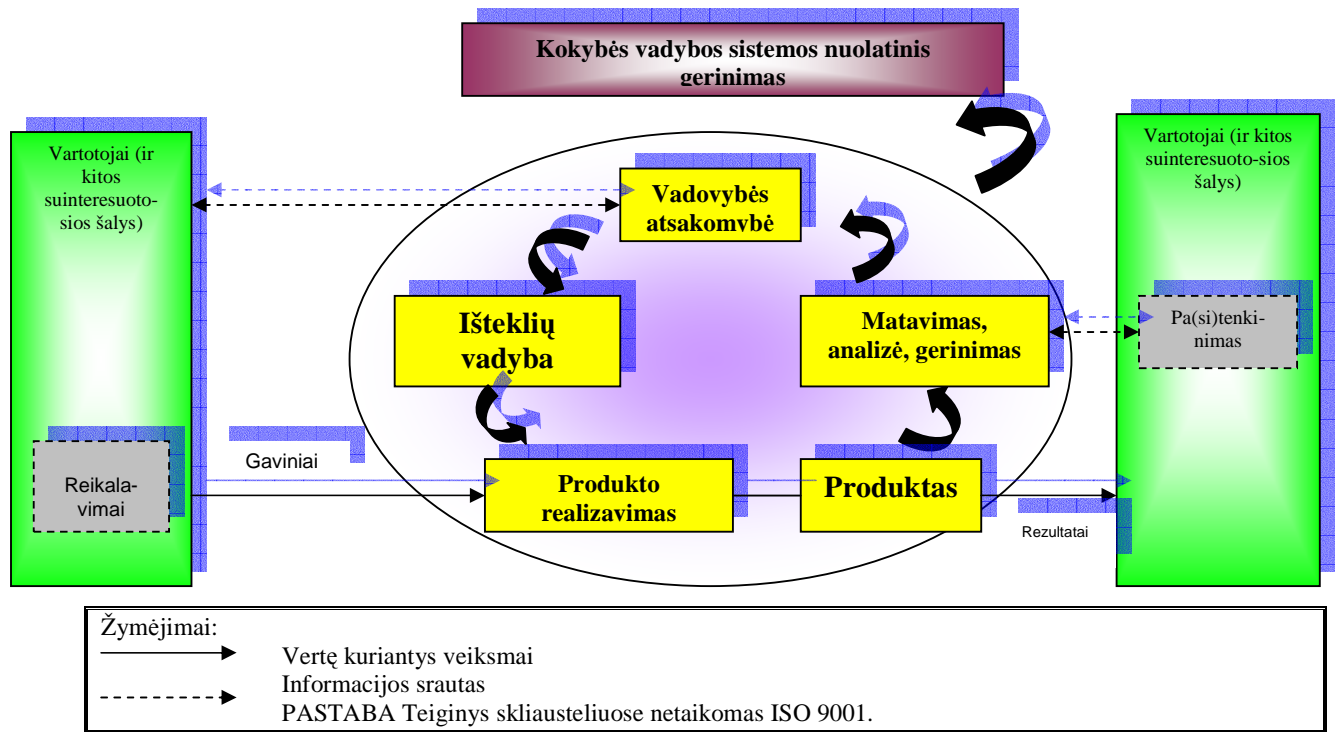 Kokybės vadybos sistemos nuolatinis
gerinimas
Vartotojai (ir
kitos
suinteresuoto-
sios šalys)
Vartotojai (ir kitos
suinteresuoto-sios
šalys)
Vadovybės
atsakomybė
Išteklių
vadyba
Matavimas,
analizė, gerinimas
Pa(si)tenki-
nimas
Reikala-
vimai
Gaviniai
Produkto
realizavimas
Produktas
Rezultatai
Žymėjimai:
Vertę kuriantys veiksmai
Informacijos srautas
PASTABA Teiginys skliausteliuose netaikomas ISO 9001.